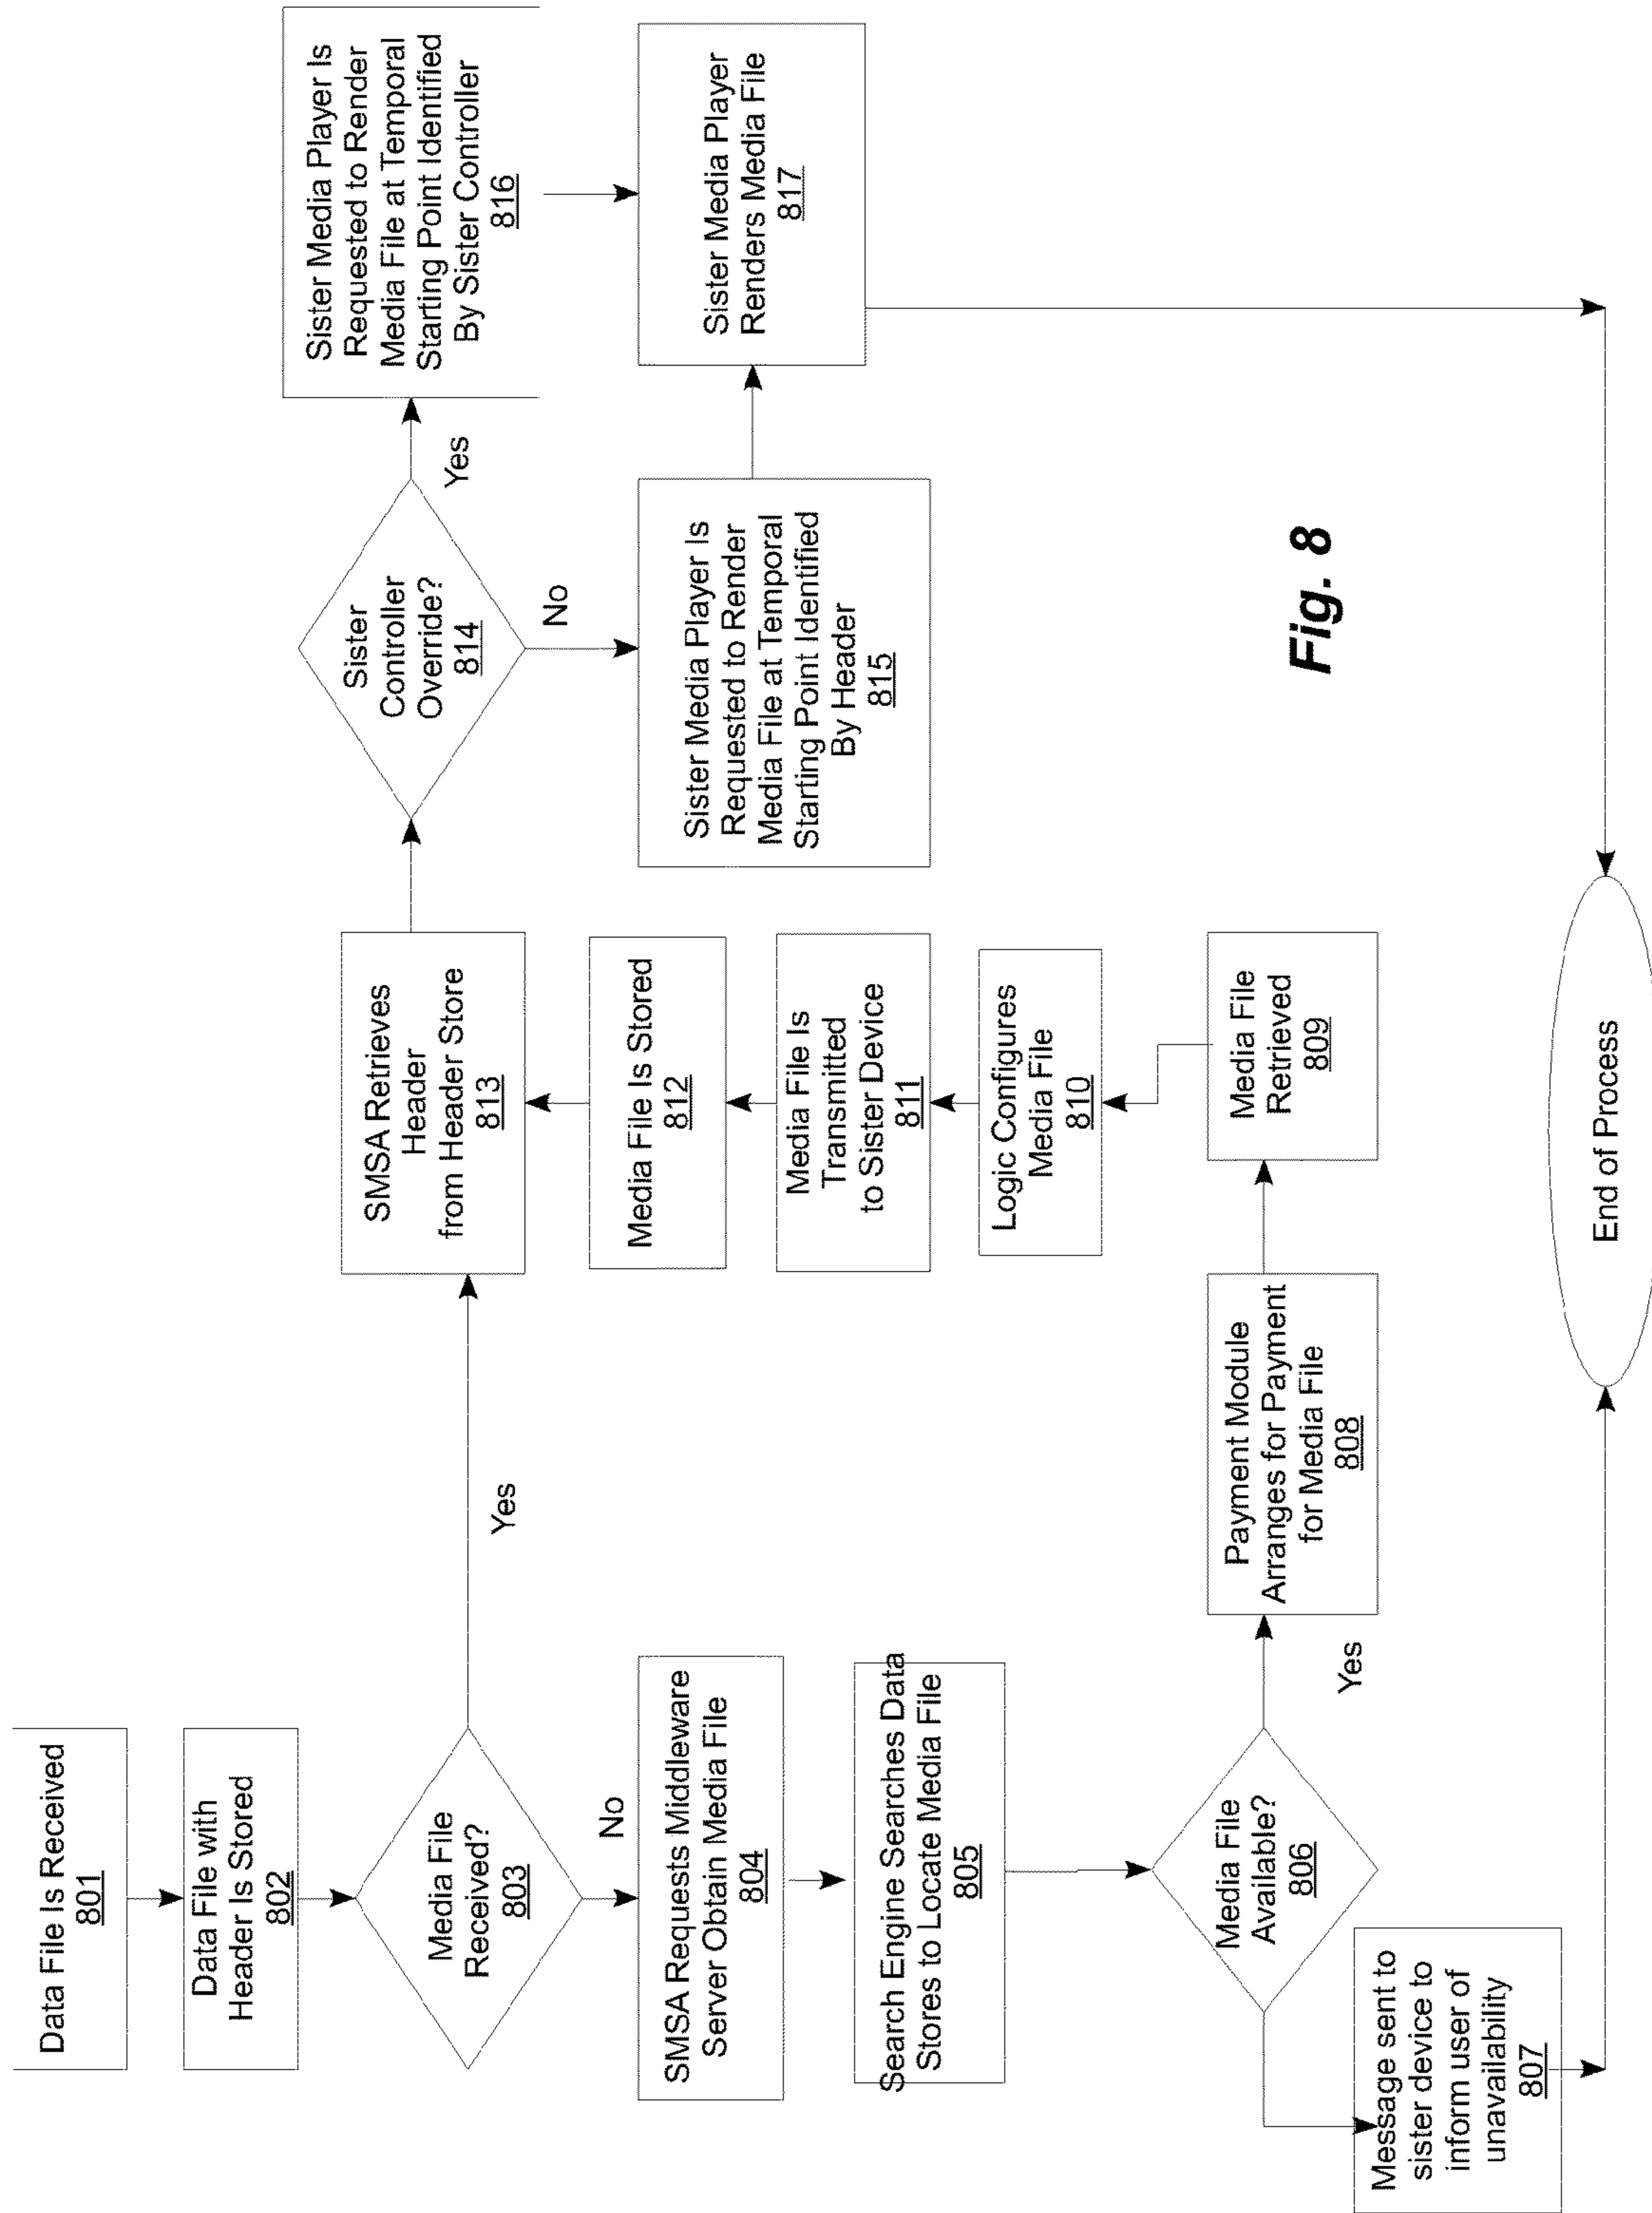 Data File Is Received
801
Data File with
Header Is Stored
802
Media File
Received?
803
Yes
No
SMSA Requests Middleware
Server Obtain Media File
804
Search Engine Searches Data
Stores to Locate Media File
805
Media File
Available?
806
Yes
Message sent to
sister device to
inform user of
unavailability
807
Payment Module
Arranges for Payment
for Media File
808
Media File
Retrieved
809
Logic Configures
Media File
810
Media File Is
Transmitted
to Sister Device
811
Media File Is Stored
812
SMSA Retrieves
Header
from Header Store
813
Sister
Controller
Override?
814
Yes
No
Sister Media Player Is
Requested to Render
Media File at Temporal
Starting Point Identified
By Header
815
Sister Media Player Is
Requested to Render
Media File at Temporal
Starting Point Identified
By Sister Controller
816
Sister Media Player
Renders Media File
817
End of Process
Fig. 8